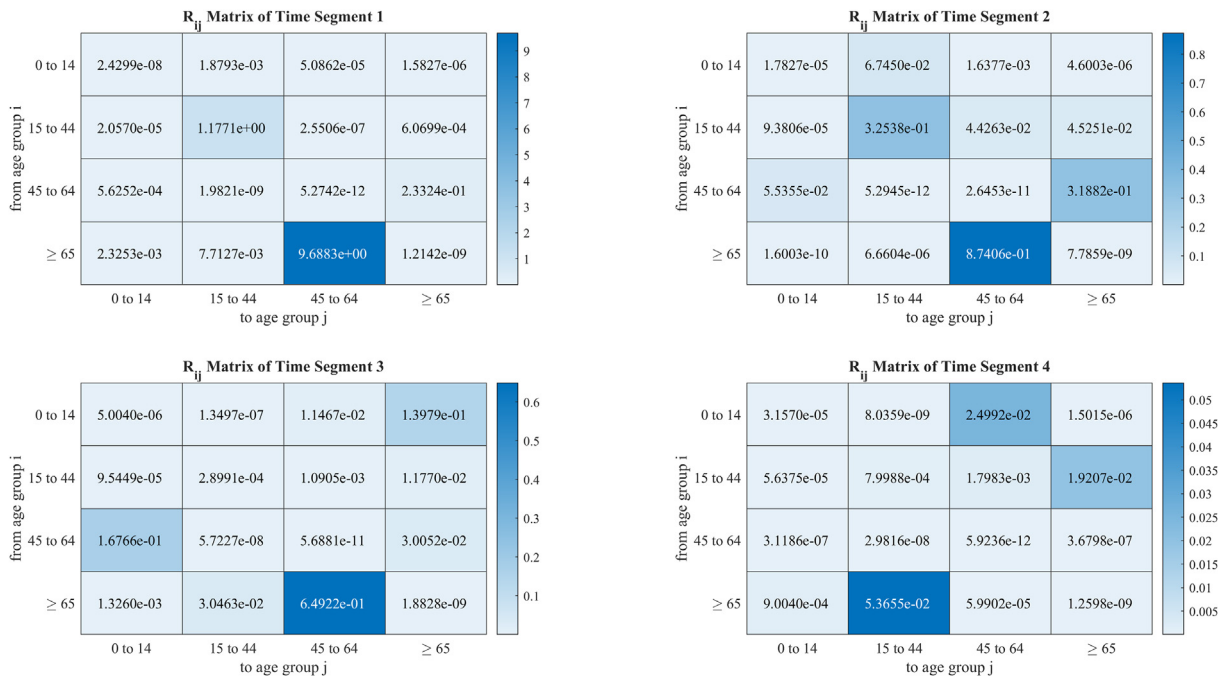 R_ij Matrix of Time Segment 1
from age group i
0 to 14 2.4299e-08 1.8793e-03 5.0862e-05 1.5827e-06
15 to 44 2.0570e-05 1.1771e+00 2.5506e-07 6.0699e-04
45 to 64 5.6252e-04 1.9821e-09 5.2742e-12 2.3324e-01
≥ 65 2.3253e-03 7.7127e-03 9.6883e+00 1.2142e-09
0 to 14 15 to 44 45 to 64 ≥ 65
to age group j
9
8
7
6
5
4
3
2
1
R_ij Matrix of Time Segment 2
from age group i
0 to 14 1.7827e-05 6.7450e-02 1.6377e-03 4.6003e-06
15 to 44 9.3806e-05 3.2538e-01 4.4263e-02 4.5251e-02
45 to 64 5.5355e-02 5.2945e-12 2.6453e-11 3.1882e-01
≥ 65 1.6003e-10 6.6604e-06 8.7406e-01 7.7859e-09
0 to 14 15 to 44 45 to 64 ≥ 65
to age group j
0.8
0.7
0.6
0.5
0.4
0.3
0.2
0.1
R_ij Matrix of Time Segment 3
from age group i
0 to 14 5.0040e-06 1.3497e-07 1.1467e-02 1.3979e-01
15 to 44 9.5449e-05 2.8991e-04 1.0905e-03 1.1770e-02
45 to 64 1.6766e-01 5.7227e-08 5.6881e-11 3.0052e-02
≥ 65 1.3260e-03 3.0463e-02 6.4922e-01 1.8828e-09
0 to 14 15 to 44 45 to 64 ≥ 65
to age group j
0.6
0.5
0.4
0.3
0.2
0.1
R_ij Matrix of Time Segment 4
from age group i
0 to 14 3.1570e-05 8.0359e-09 2.4992e-02 1.5015e-06
15 to 44 5.6375e-05 7.9988e-04 1.7983e-03 1.9207e-02
45 to 64 3.1186e-07 2.9816e-08 5.9236e-12 3.6798e-07
≥ 65 9.0040e-04 5.3655e-02 5.9902e-05 1.2598e-09
0 to 14 15 to 44 45 to 64 ≥ 65
to age group j
0.05
0.045
0.04
0.035
0.03
0.025
0.02
0.015
0.01
0.005